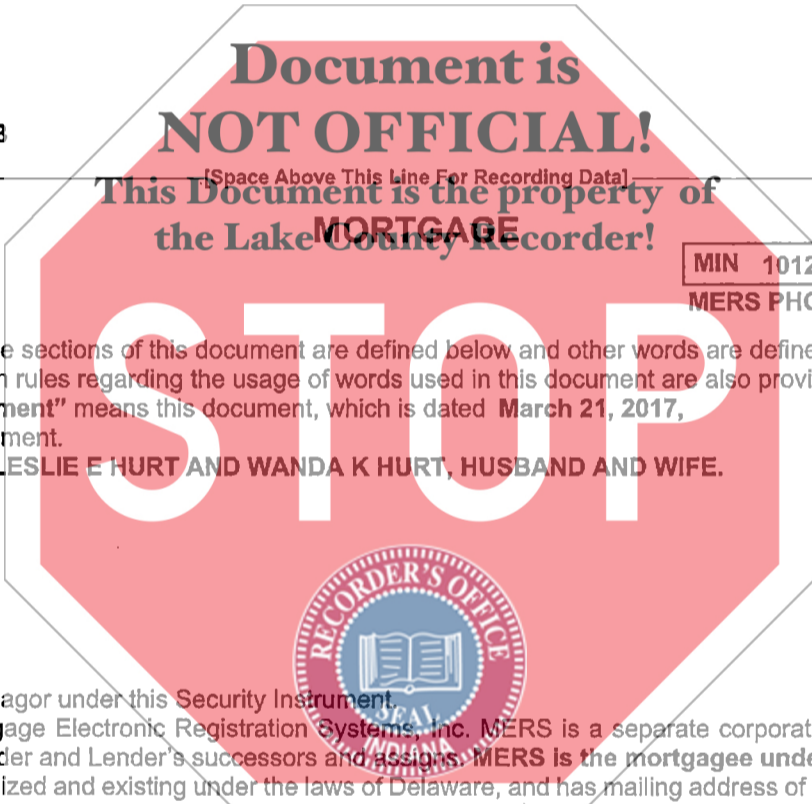 Document is
NOT OFFICIAL!
[Space Above This Line For Recording Data]
This Document is the property of
MORTGAGE
the Lake County Recorder!
MIN 1012
MERS PHO
STOP
e sections of this document are defined below and other words are define
n rules regarding the usage of words used in this document are also provi
ment” means this document, which is dated March 21, 2017,
ment.
LESLIE E HURT AND WANDA K HURT, HUSBAND AND WIFE.
RECORDER'S OFFICE
SEAL
INDIANA
agor under this Security Instrument.
gage Electronic Registration Systems, Inc. MERS is a separate corporat
der and Lender's successors and assigns. MERS is the mortgagee unde
ized and existing under the laws of Delaware, and has mailing address of